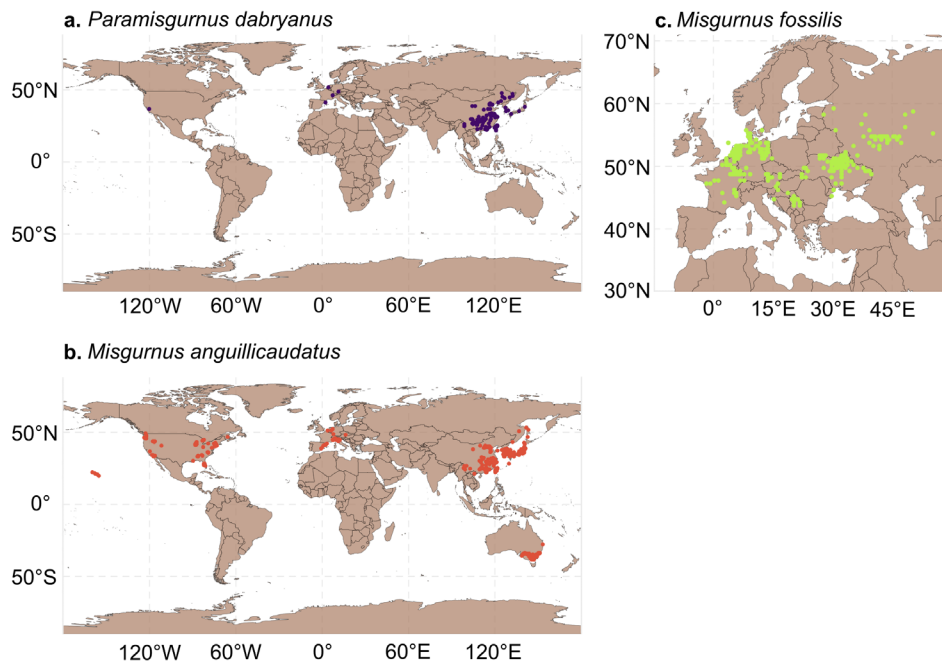 a. Paramisgurnus dabryanus
50°N
0°
50°S
120°W 60°W 0° 60°E 120°E
c. Misgurnus fossilis
70°N
60°N
50°N
40°N
30°N
0° 15°E 30°E 45°E
b. Misgurnus anguillicaudatus
50°N
0°
50°S
120°W 60°W 0° 60°E 120°E